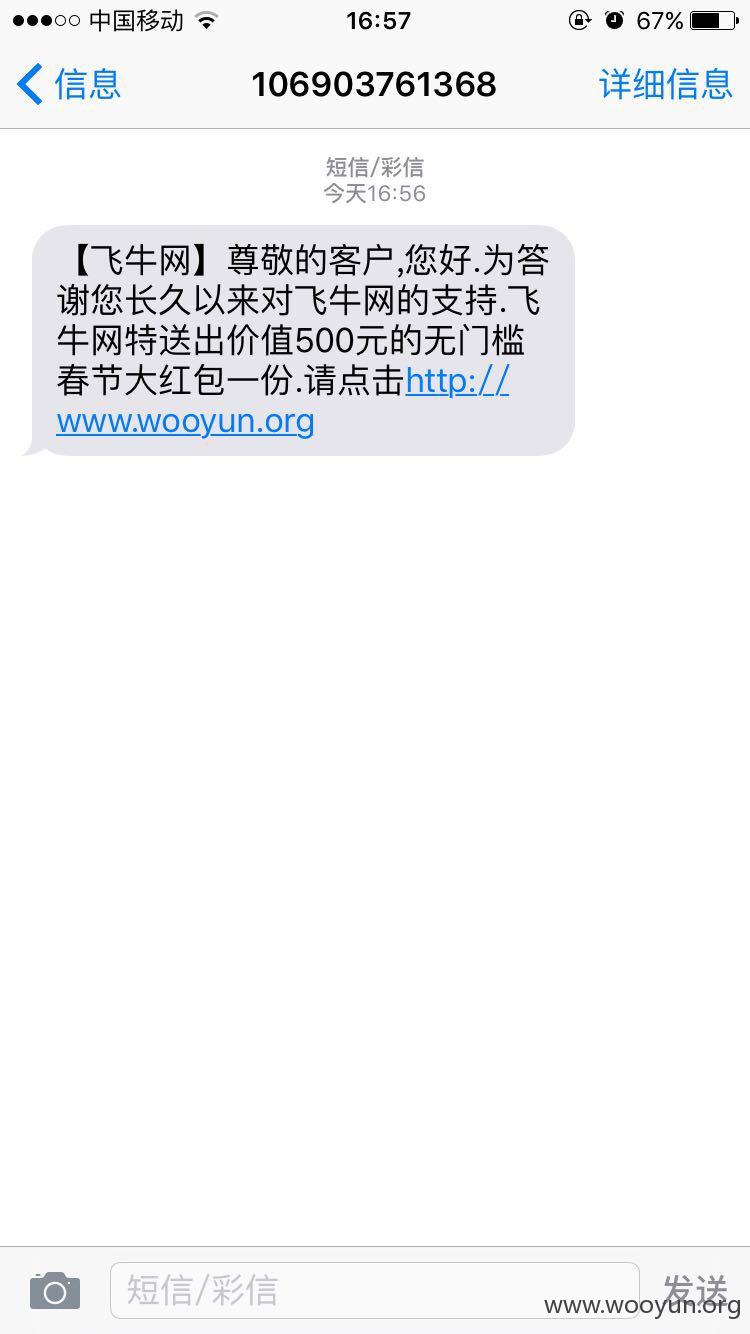 中国移动 16:57 67%
信息 106903761368 详细信息
短信/彩信
今天16:56
【飞牛网】尊敬的客户,您好.为答
谢您长久以来对飞牛网的支持.飞
牛网特送出价值500元的无门槛
春节大红包一份.请点击http://
www.wooyun.org
短信/彩信 发送
www.wooyun.org